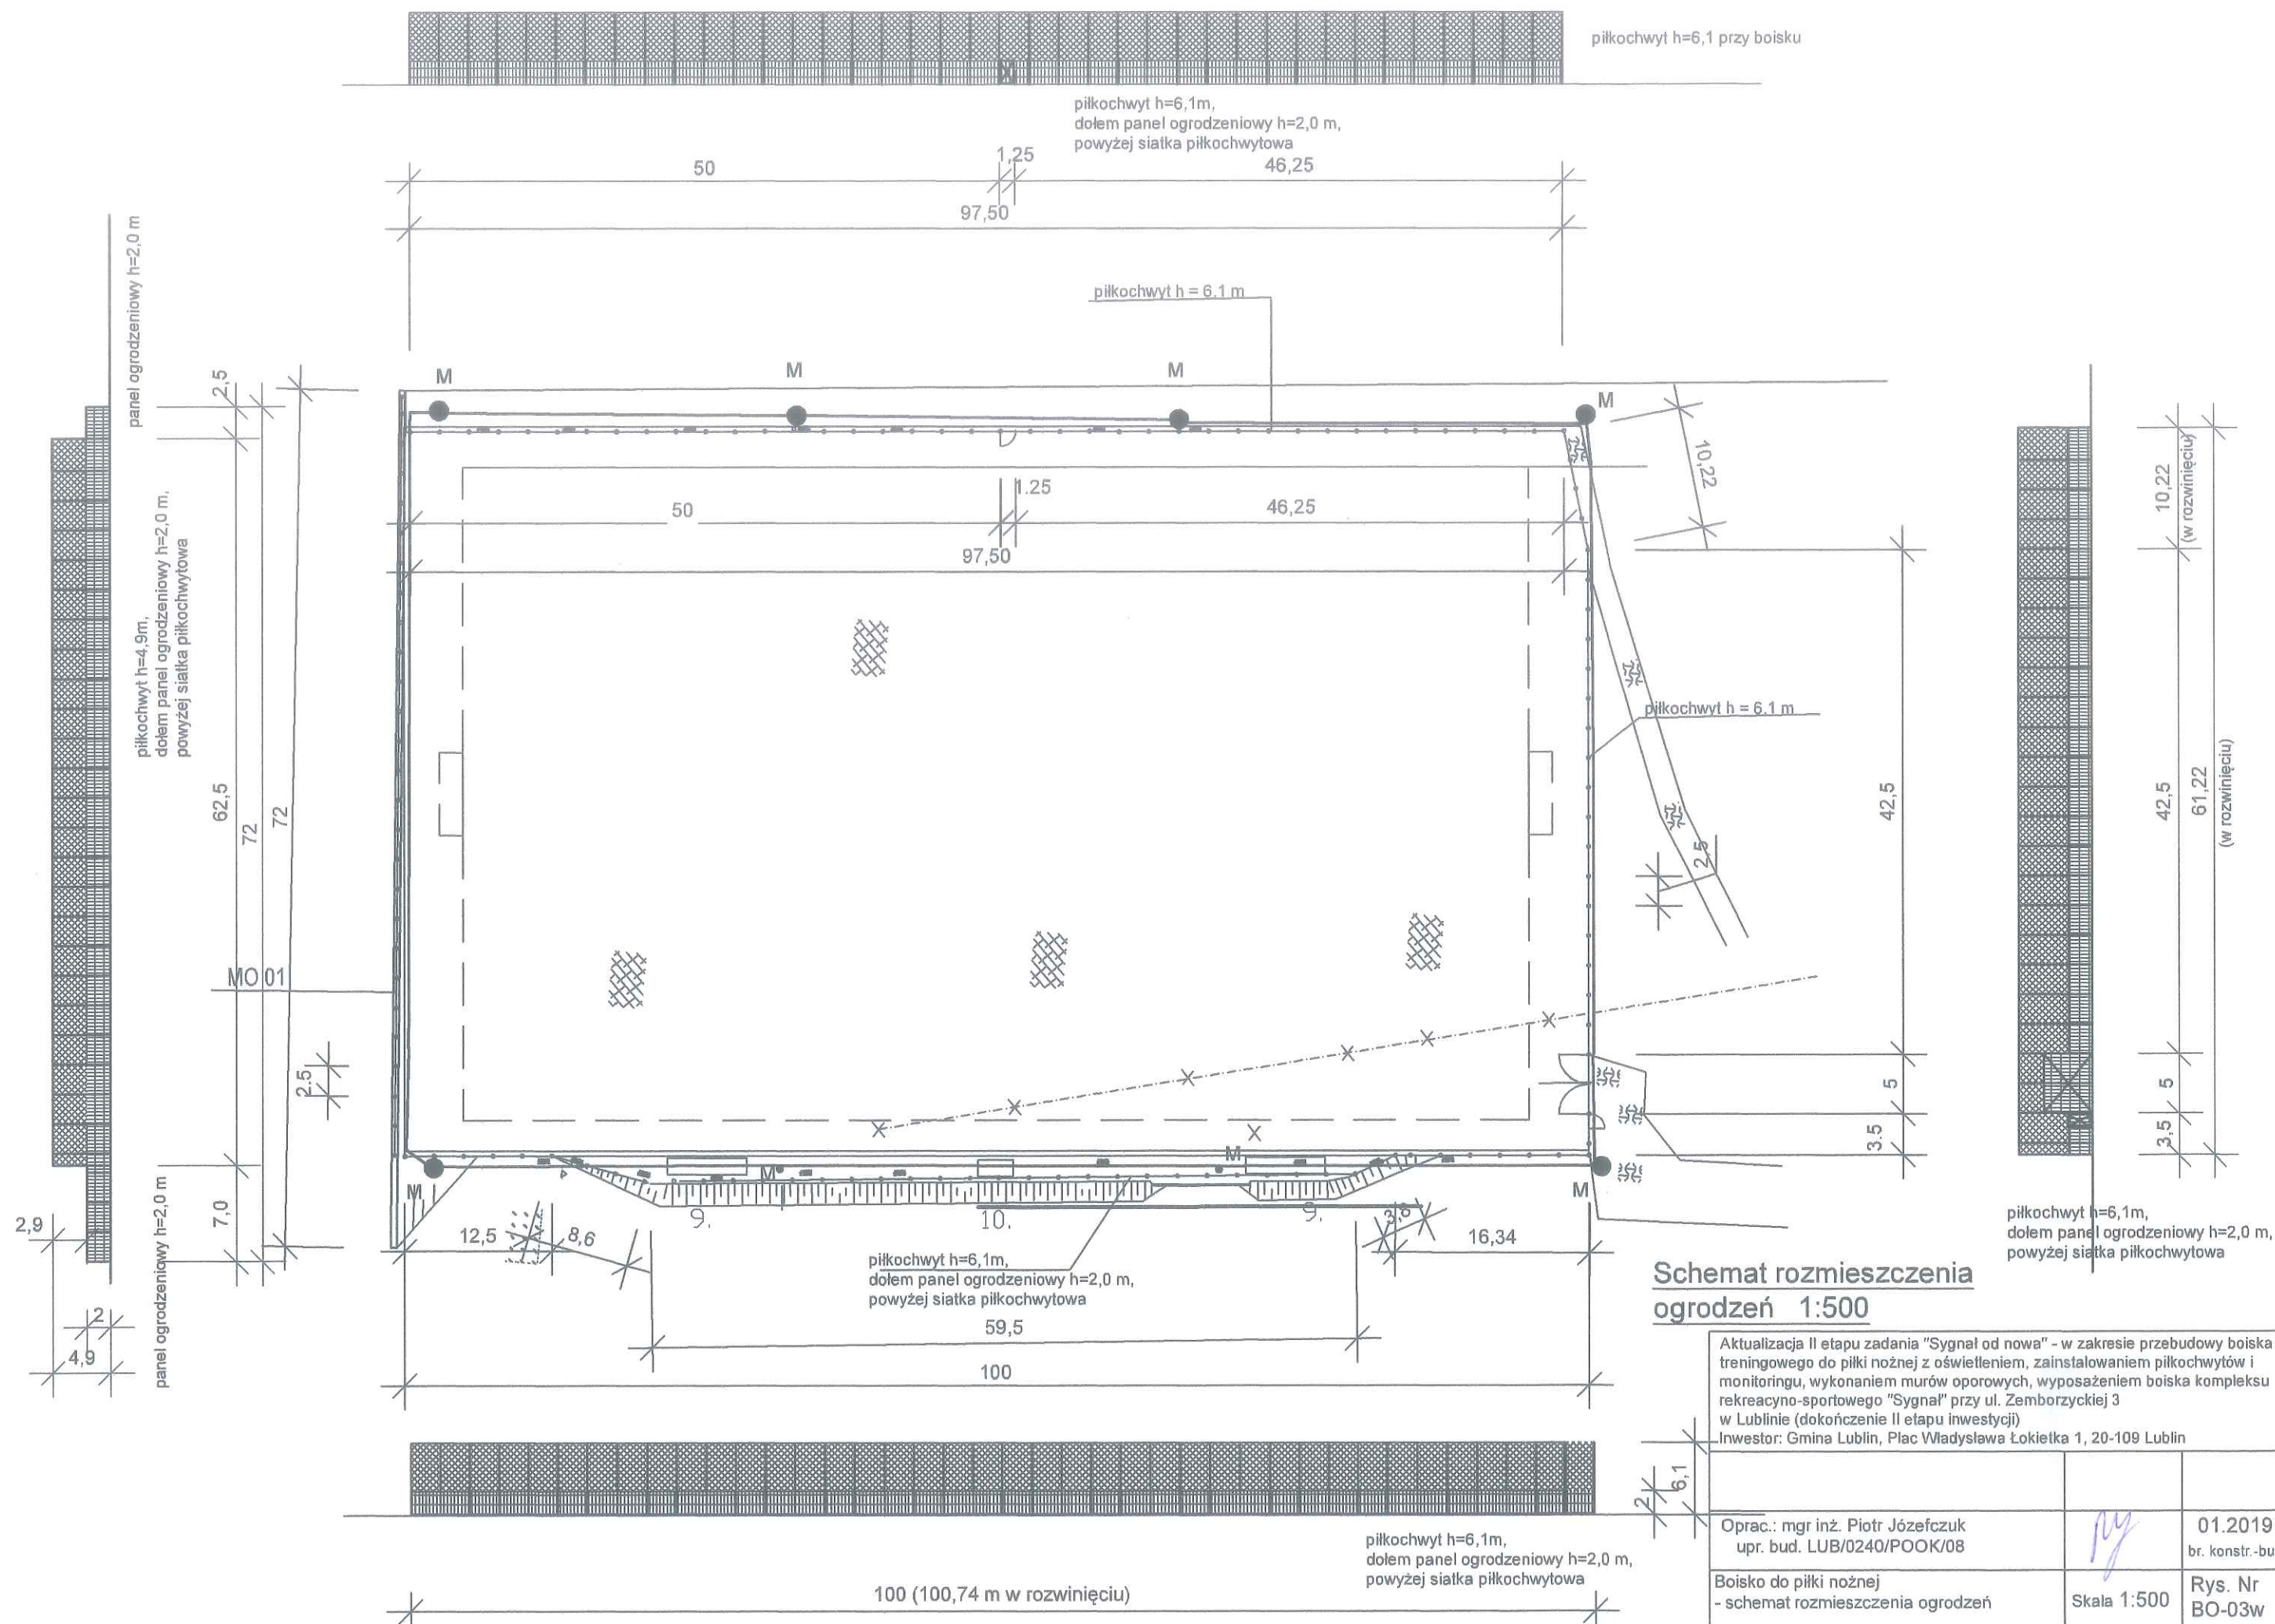 piłkochwyt h=6,1 przy boisku
piłkochwyt h=6,1m,
dołem panel ogrodzeniowy h=2,0 m,
powyżej siatka piłkochwytowa
50
1,25
46,25
97,50
panel ogrodzeniowy h=2,0 m
piłkochwyt h = 6.1 m
M
M
M
M
2,5
10,22
1.25
50
46,25
97,50
10,22
(w rozwinięciu)
piłkochwyt h=4,9m,
dołem panel ogrodzeniowy h=2,0 m,
powyżej siatka piłkochwytowa
piłkochwyt h = 6.1 m
62,5
72
72
42,5
42,5
61,22
(w rozwinięciu)
2,5
MO 01
2.5
5
5
3.5
3,5
M
M
M
M
7,0
panel ogrodzeniowy h=2,0 m
2,9
2
4,9
9.
10.
9.
12,5
8,6
3,8
16,34
piłkochwyt h=6,1m,
dołem panel ogrodzeniowy h=2,0 m,
powyżej siatka piłkochwytowa
59,5
100
piłkochwyt h=6,1m,
dołem panel ogrodzeniowy h=2,0 m,
powyżej siatka piłkochwytowa
Schemat rozmieszczenia
ogrodzeń 1:500
Aktualizacja II etapu zadania "Sygnał od nowa" - w zakresie przebudowy boiska
treningowego do piłki nożnej z oświetleniem, zainstalowaniem piłkochwytów i
monitoringu, wykonaniem murów oporowych, wyposażeniem boiska kompleksu
rekreacyno-sportowego "Sygnał" przy ul. Zemborzyckiej 3
w Lublinie (dokończenie II etapu inwestycji)
Inwestor: Gmina Lublin, Plac Władysława Łokietka 1, 20-109 Lublin
2
6,1
Oprac.: mgr inż. Piotr Józefczuk
upr. bud. LUB/0240/POOK/08
01.2019
br. konstr.-bu
piłkochwyt h=6,1m,
dołem panel ogrodzeniowy h=2,0 m,
powyżej siatka piłkochwytowa
Boisko do piłki nożnej
- schemat rozmieszczenia ogrodzeń
Skala 1:500
Rys. Nr
BO-03w
100 (100,74 m w rozwinięciu)